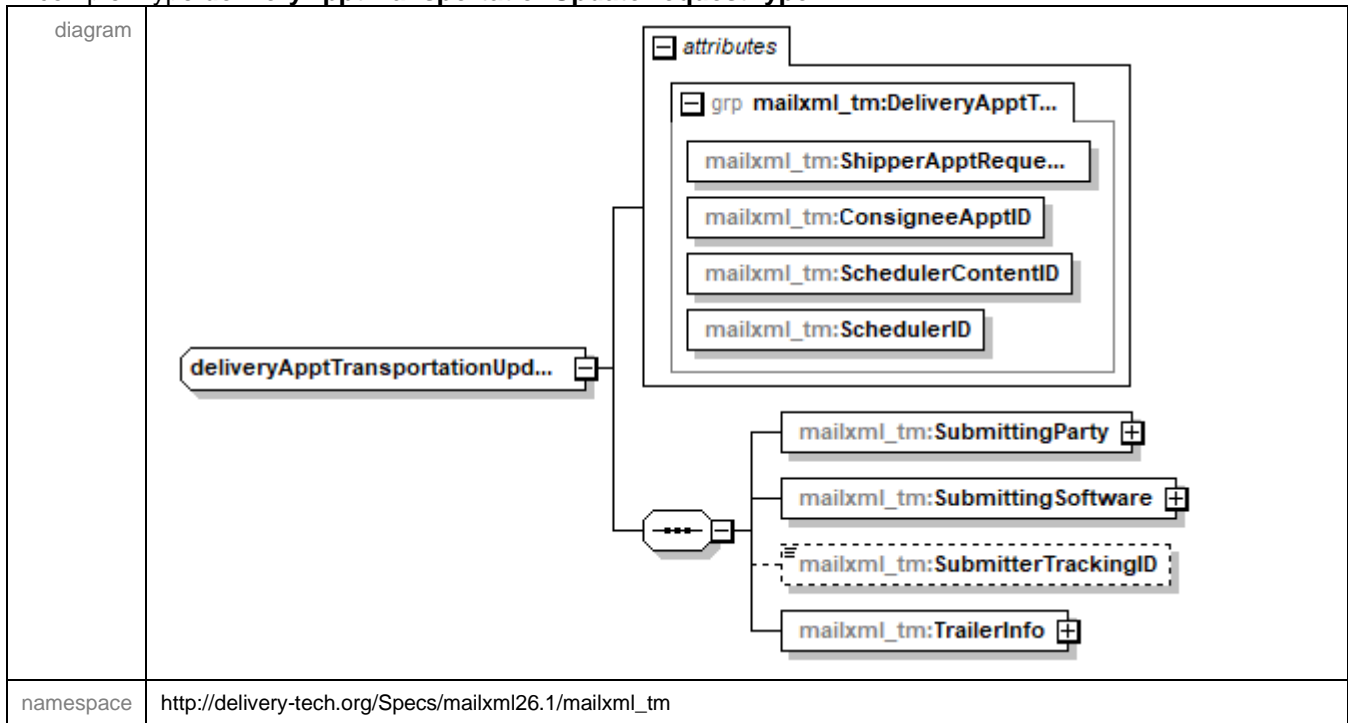 diagram
attributes
grp mailxml_tm:DeliveryApptT...
mailxml_tm:ShipperApptReque...
mailxml_tm:ConsigneeApptID
mailxml_tm:SchedulerContentID
mailxml_tm:SchedulerID
deliveryApptTransportationUpd...
mailxml_tm:SubmittingParty
mailxml_tm:SubmittingSoftware
mailxml_tm:SubmitterTrackingID
mailxml_tm:TrailerInfo
namespace http://delivery-tech.org/Specs/mailxml26.1/mailxml_tm